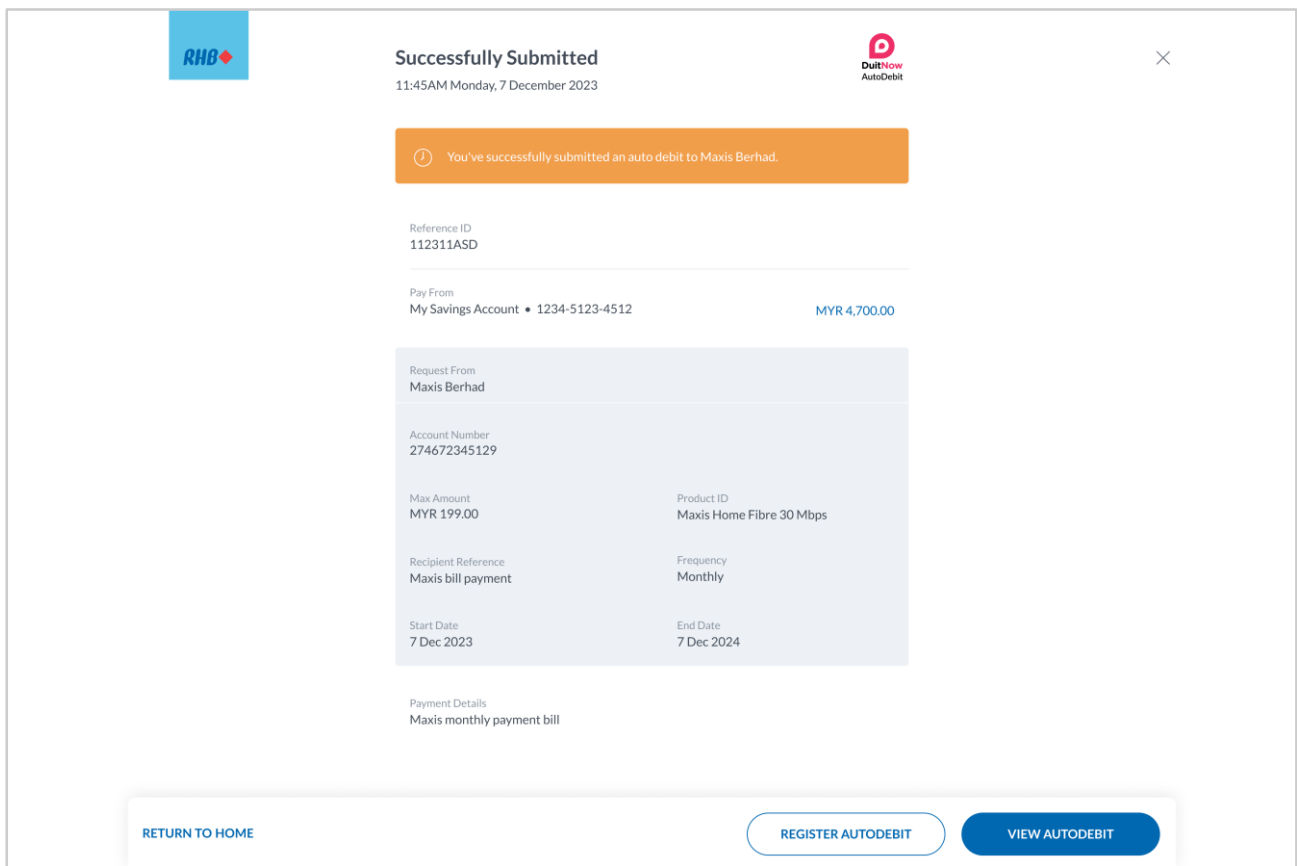 RHB
Successfully Submitted
DuitNow
AutoDebit
11:45AM Monday, 7 December 2023
You've successfully submitted an auto debit to Maxis Berhad.
Reference ID
112311ASD
Pay From
My Savings Account • 1234-5123-4512
MYR 4,700.00
Request From
Maxis Berhad
Account Number
274672345129
Max Amount
MYR 199.00
Product ID
Maxis Home Fibre 30 Mbps
Recipient Reference
Maxis bill payment
Frequency
Monthly
Start Date
7 Dec 2023
End Date
7 Dec 2024
Payment Details
Maxis monthly payment bill
RETURN TO HOME
REGISTER AUTODEBIT
VIEW AUTODEBIT